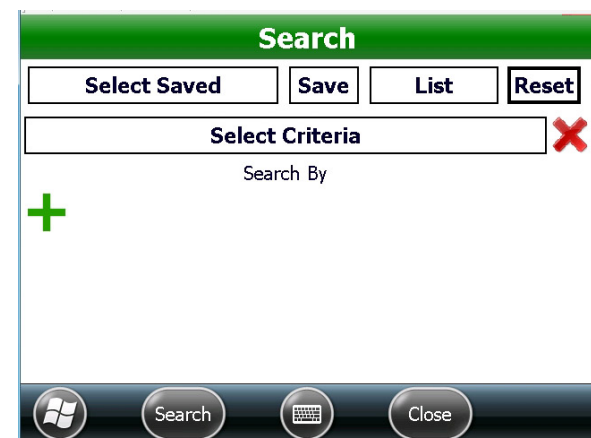 Search
Select Saved Save List Reset
Select Criteria
Search By
Search Close